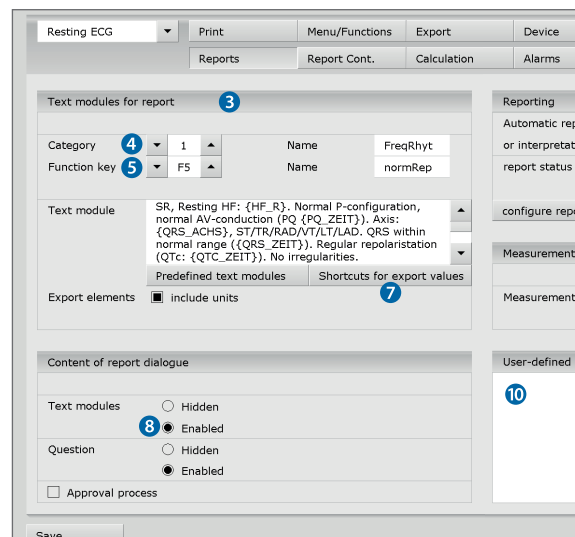 Resting ECG Print Menu/Functions Export Device
Reports Report Cont. Calculation Alarms
Text modules for report 3
Category 4 1 Name FreqRhyt
Function key 5 F5 Name normRep
Text module
SR, Resting HF: {HF_R}. Normal P-configuration,
normal AV-conduction (PQ {PQ_ZEIT}). Axis:
{QRS_ACHS}, ST/TR/RAD/VT/LT/LAD. QRS within
normal range ({QRS_ZEIT}). Regular repolaristation
(QTc: {QTC_ZEIT}). No irregularities.
Predefined text modules Shortcuts for export values
7
Export elements include units
Reporting
Automatic rep
or interpretat
report status
configure repo
Measurement
Measurement
Content of report dialogue
Text modules Hidden
8 Enabled
Question Hidden
Enabled
Approval process
User-defined
10
Save